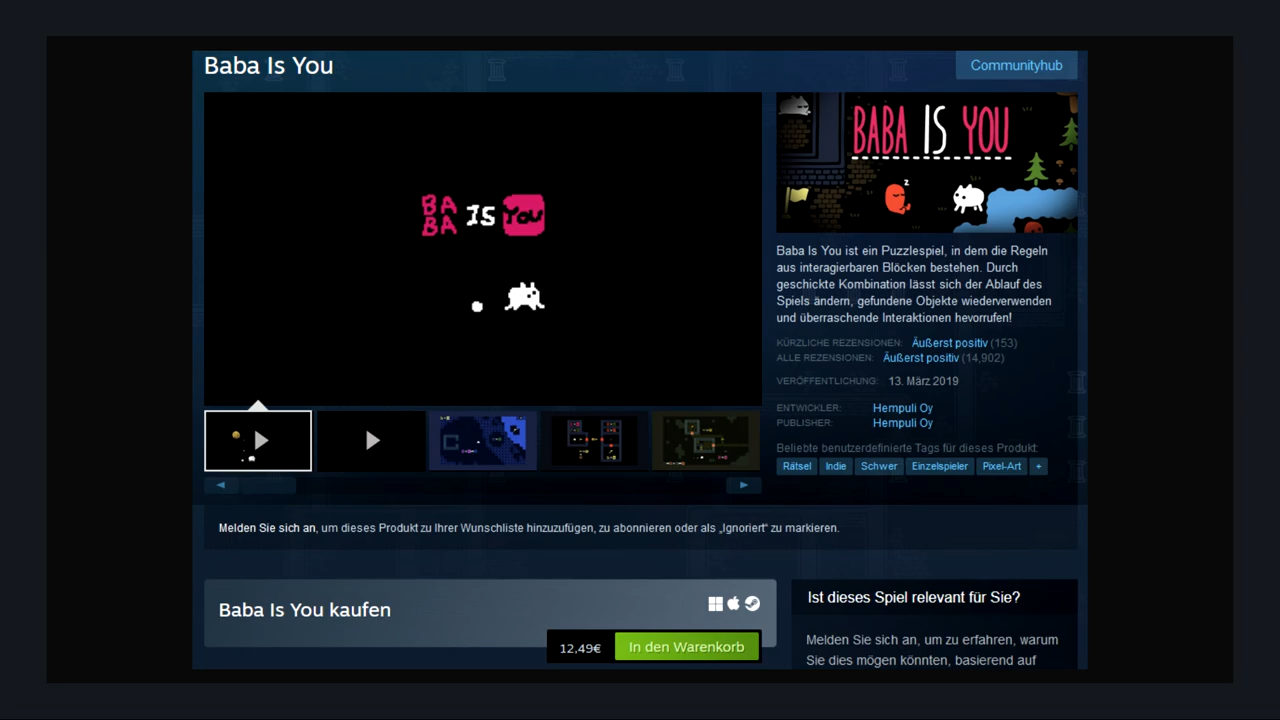 Baba Is You
Communityhub
BA
BA IS YOU
BABA IS YOU
z
Baba Is You ist ein Puzzlespiel, in dem die Regeln
aus interagierbaren Blöcken bestehen. Durch
geschickte Kombination lässt sich der Ablauf des
Spiels ändern, gefundene Objekte wiederverwenden
und überraschende Interaktionen hevorrufen!
KÜRZLICHE REZENSIONEN: Äußerst positiv (153)
ALLE REZENSIONEN: Äußerst positiv (14,902)
VERÖFFENTLICHUNG: 13. März 2019
ENTWICKLER: Hempuli Oy
PUBLISHER: Hempuli Oy
Beliebte benutzerdefinierte Tags für dieses Produkt:
Rätsel Indie Schwer Einzelspieler Pixel-Art +
Melden Sie sich an, um dieses Produkt zu Ihrer Wunschliste hinzuzufügen, zu abonnieren oder als „Ignoriert" zu markieren.
Baba Is You kaufen
12,49€ In den Warenkorb
Ist dieses Spiel relevant für Sie?
Melden Sie sich an, um zu erfahren, warum
Sie dies mögen könnten, basierend auf